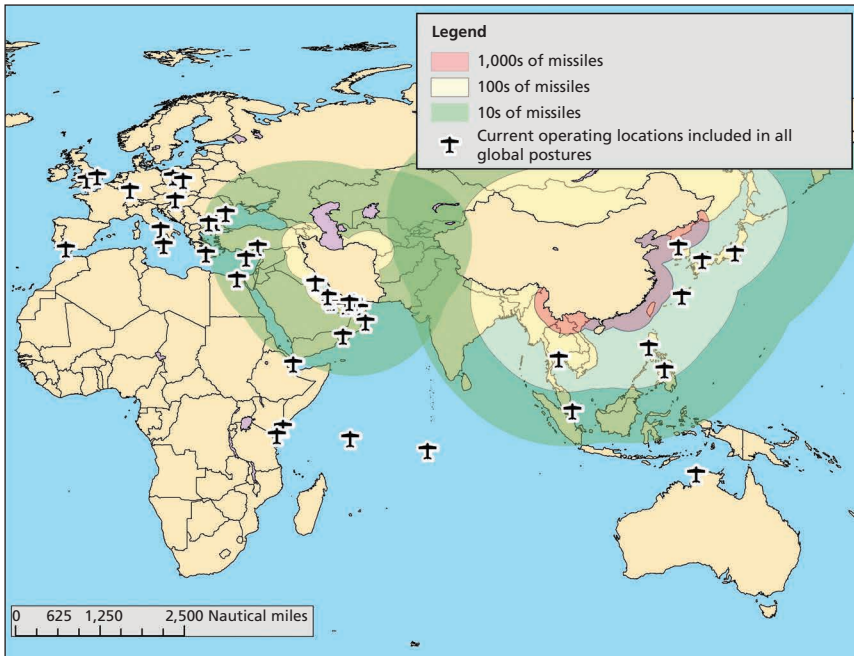 Legend
1,000s of missiles
100s of missiles
10s of missiles
Current operating locations included in all
global postures
0 625 1,250 2,500 Nautical miles